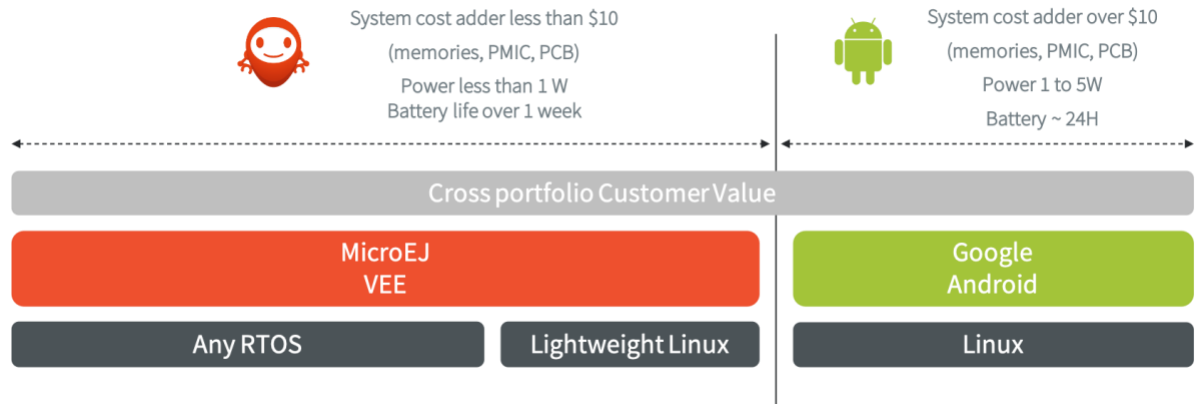 System cost adder less than $10
(memories, PMIC, PCB)
Power less than 1 W
Battery life over 1 week
System cost adder over $10
(memories, PMIC, PCB)
Power 1 to 5W
Battery ~ 24H
Cross portfolio Customer Value
MicroEJ
VEE
Google
Android
Any RTOS
Lightweight Linux
Linux